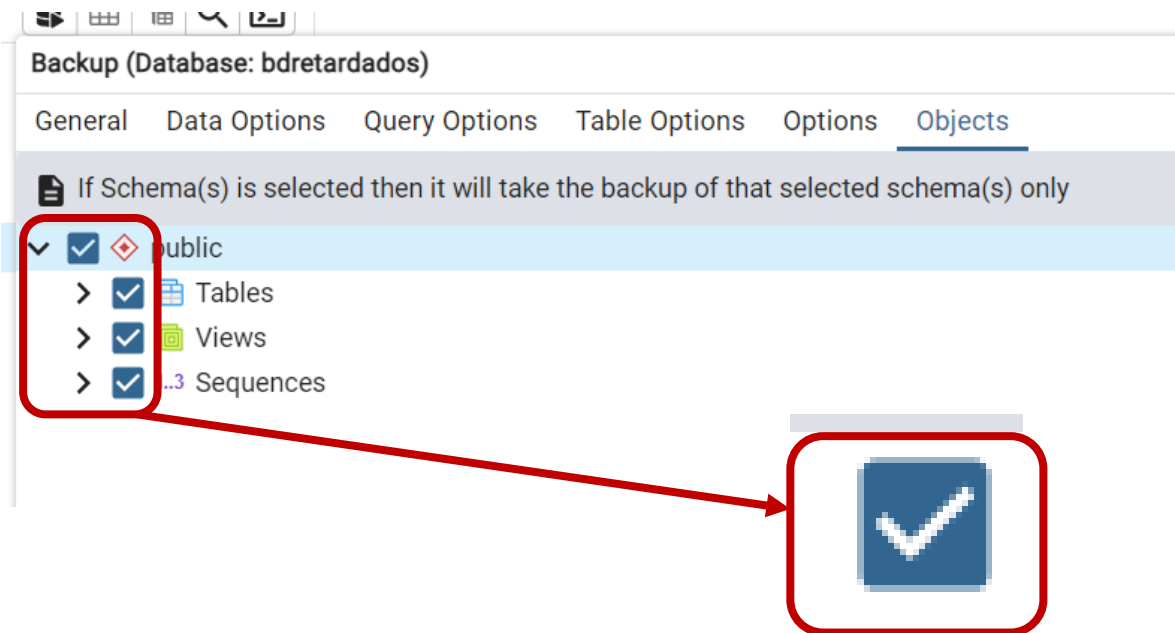 Backup (Database: bdretardados)
General Data Options Query Options Table Options Options Objects
If Schema(s) is selected then it will take the backup of that selected schema(s) only
public
Tables
Views
..3 Sequences